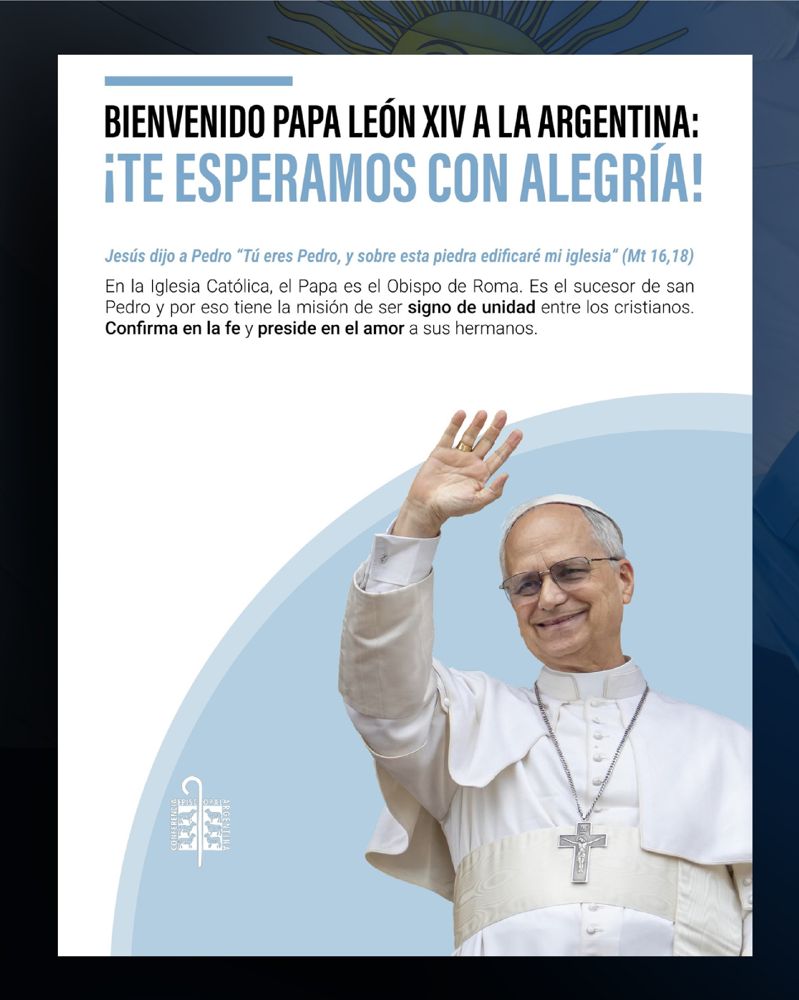 BIENVENIDO PAPA LEÓN XIV A LA ARGENTINA:
¡TE ESPERAMOS CON ALEGRÍA!
Jesús dijo a Pedro “Tú eres Pedro, y sobre esta piedra edificaré mi iglesia” (Mt 16,18)
En la Iglesia Católica, el Papa es el Obispo de Roma. Es el sucesor de san
Pedro y por eso tiene la misión de ser signo de unidad entre los cristianos.
Confirma en la fe y preside en el amor a sus hermanos.
CONFERENCIA
EPISCOPAL
ARGENTINA